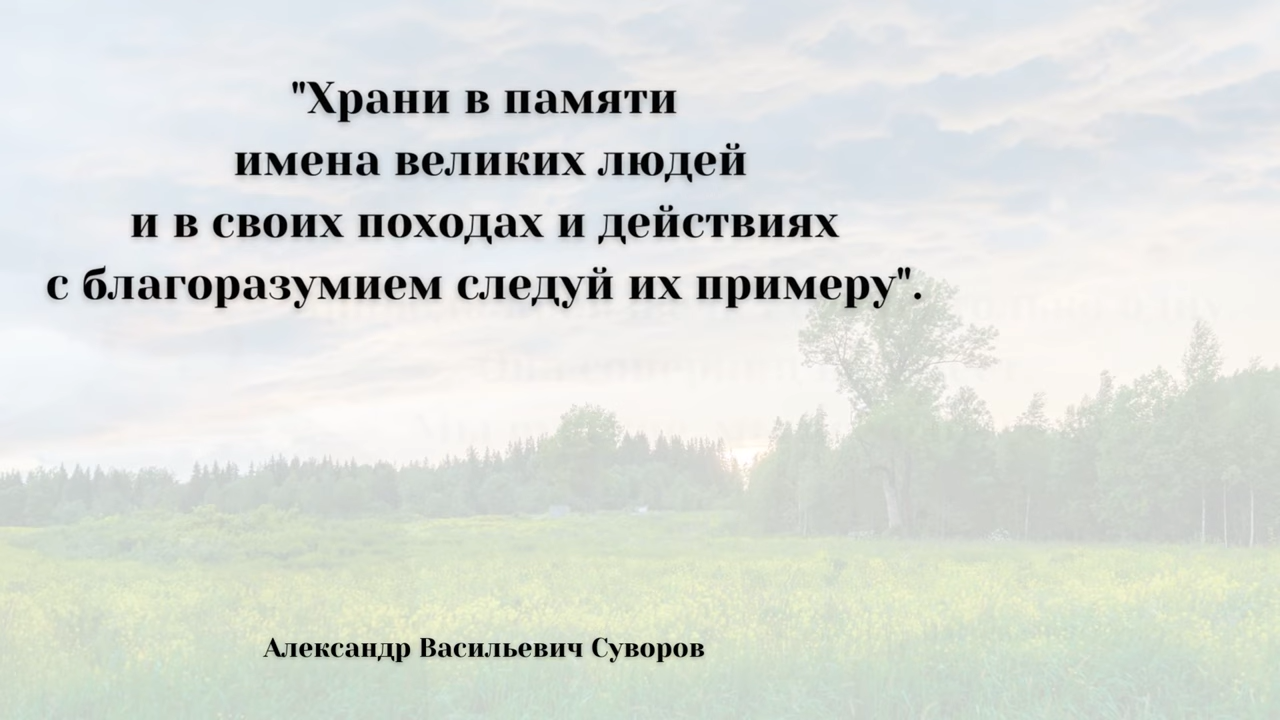 "Храни в памяти
имена великих людей
и в своих походах и действиях
с благоразумием следуй их примеру".
Александр Васильевич Суворов